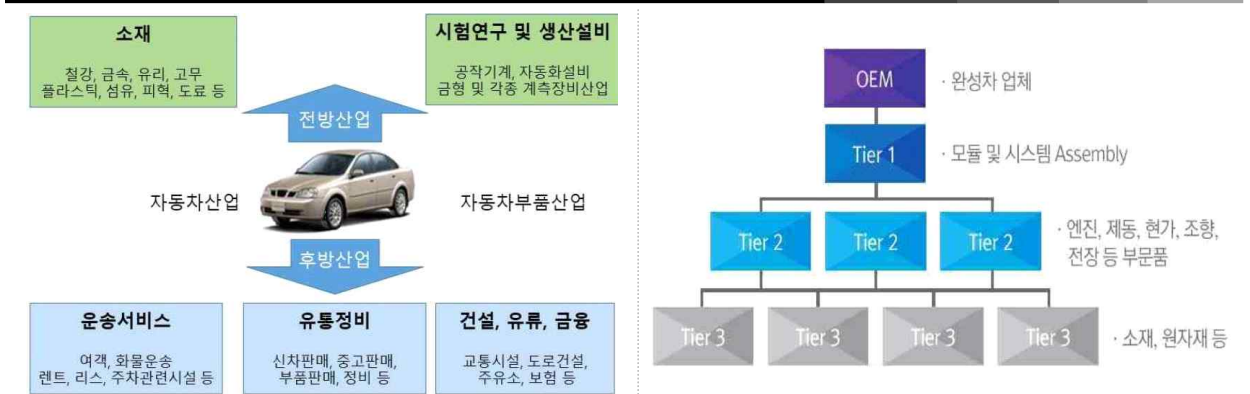 소재
철강, 금속, 유리, 고무
플라스틱, 섬유, 피혁, 도료 등
시험연구 및 생산설비
공작기계, 자동화설비
금형 및 각종 계측장비산업
전방산업
자동차산업
자동차부품산업
후방산업
운송서비스
여객, 화물운송
렌트, 리스, 주차관련시설 등
유통정비
신차판매, 중고판매,
부품판매, 정비 등
건설, 유류, 금융
교통시설, 도로건설,
주유소, 보험 등
OEM
· 완성차 업체
Tier 1
· 모듈 및 시스템 Assembly
Tier 2
Tier 2
Tier 2
· 엔진, 제동, 현가, 조향,
전장 등 부문품
Tier 3
Tier 3
Tier 3
Tier 3
· 소재, 원자재 등